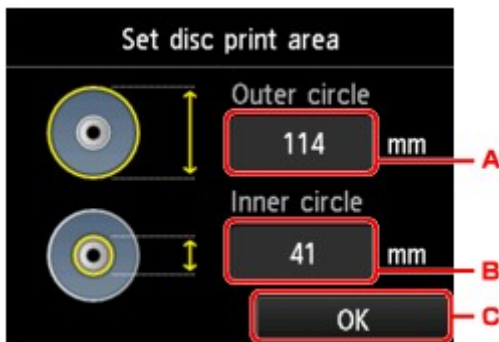 Set disc print area
Outer circle
114 mm
A
Inner circle
41 mm
B
OK
C